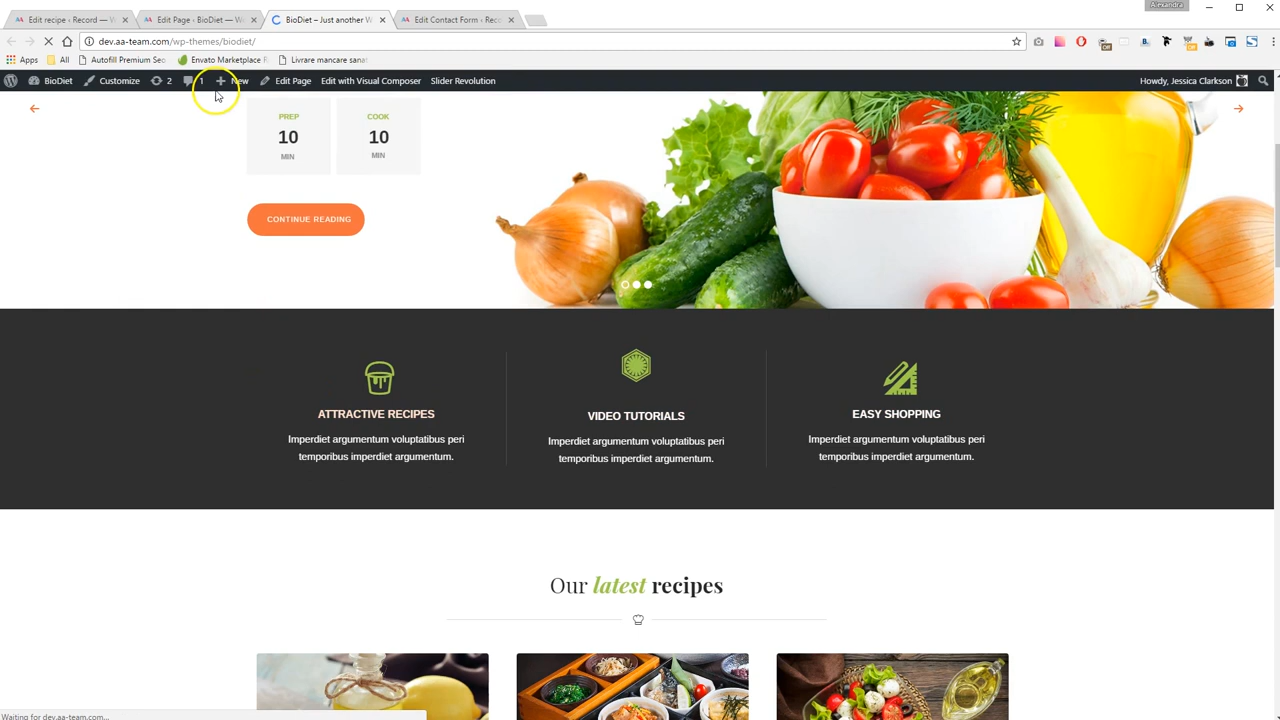 Alexandra
Edit recipe ‹ Record — W
Edit Page ‹ BioDiet — W
BioDiet – Just another W
Edit Contact Form ‹ Reco
dev.aa-team.com/wp-themes/biodiet/
Apps
All
Autofill Premium Seo
Envato Marketplace
Livrare mancare sanat
BioDiet
Customize
2
1
New
Edit Page
Edit with Visual Composer
Slider Revolution
Howdy, Jessica Clarkson
PREP
COOK
10
10
MIN
MIN
CONTINUE READING
ATTRACTIVE RECIPES
Imperdiet argumentum voluptatibus peri
temporibus imperdiet argumentum.
VIDEO TUTORIALS
Imperdiet argumentum voluptatibus peri
temporibus imperdiet argumentum.
EASY SHOPPING
Imperdiet argumentum voluptatibus peri
temporibus imperdiet argumentum.
Our latest recipes
Waiting for dev.aa-team.com...